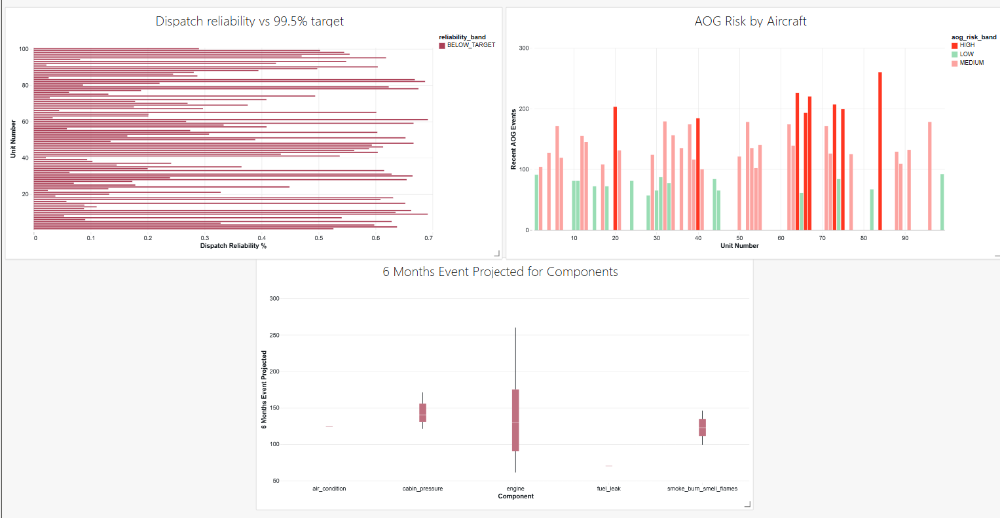 Dispatch reliability vs 99.5% target
reliability_band
BELOW_TARGET
100
80
60
40
20
Unit Number
0
0.1
0.2
0.3
0.4
0.5
0.6
0.7
Dispatch Reliability %
AOG Risk by Aircraft
aog_risk_band
HIGH
LOW
MEDIUM
300
200
100
0
Recent AOG Events
10
20
30
40
50
60
70
80
90
Unit Number
6 Months Event Projected for Components
300
250
200
150
100
50
6 Months Event Projected
air_condition
cabin_pressure
engine
fuel_leak
smoke_burn_smell_flames
Component